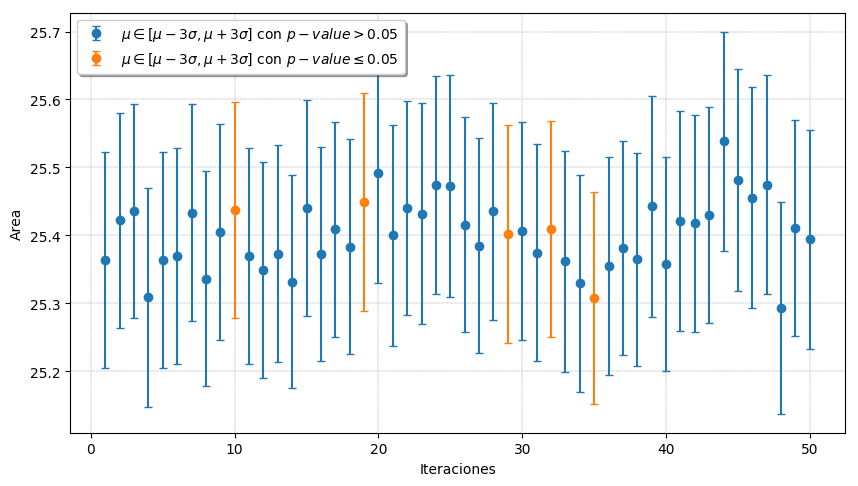 μ ∈ [μ − 3σ, μ + 3σ] con p − value > 0.05
μ ∈ [μ − 3σ, μ + 3σ] con p − value ≤ 0.05
25.7
25.6
25.5
25.4
25.3
25.2
Area
0 10 20 30 40 50
Iteraciones